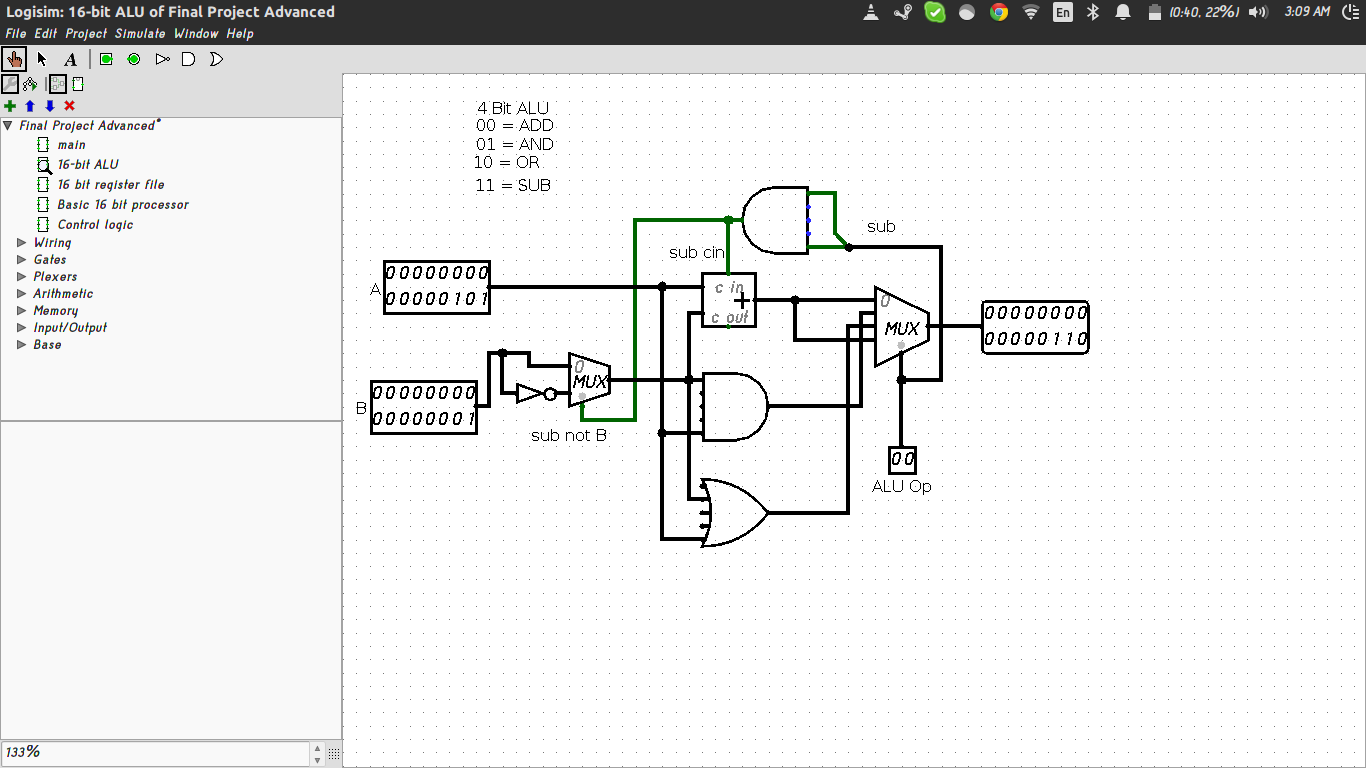 Logisim: 16-bit ALU of Final Project Advanced
En
(0:40, 22%)
3:09 AM
File Edit Project Simulate Window Help
A
Final Project Advanced*
main
16-bit ALU
16 bit register file
Basic 16 bit processor
Control logic
Wiring
Gates
Plexers
Arithmetic
Memory
Input/Output
Base
133%
4 Bit ALU
00 = ADD
01 = AND
10 = OR
11 = SUB
sub
sub cin
A
00000000
00000101
c in
+
c out
0
MUX
00000000
00000110
B
00000000
00000001
0
MUX
sub not B
00
ALU Op